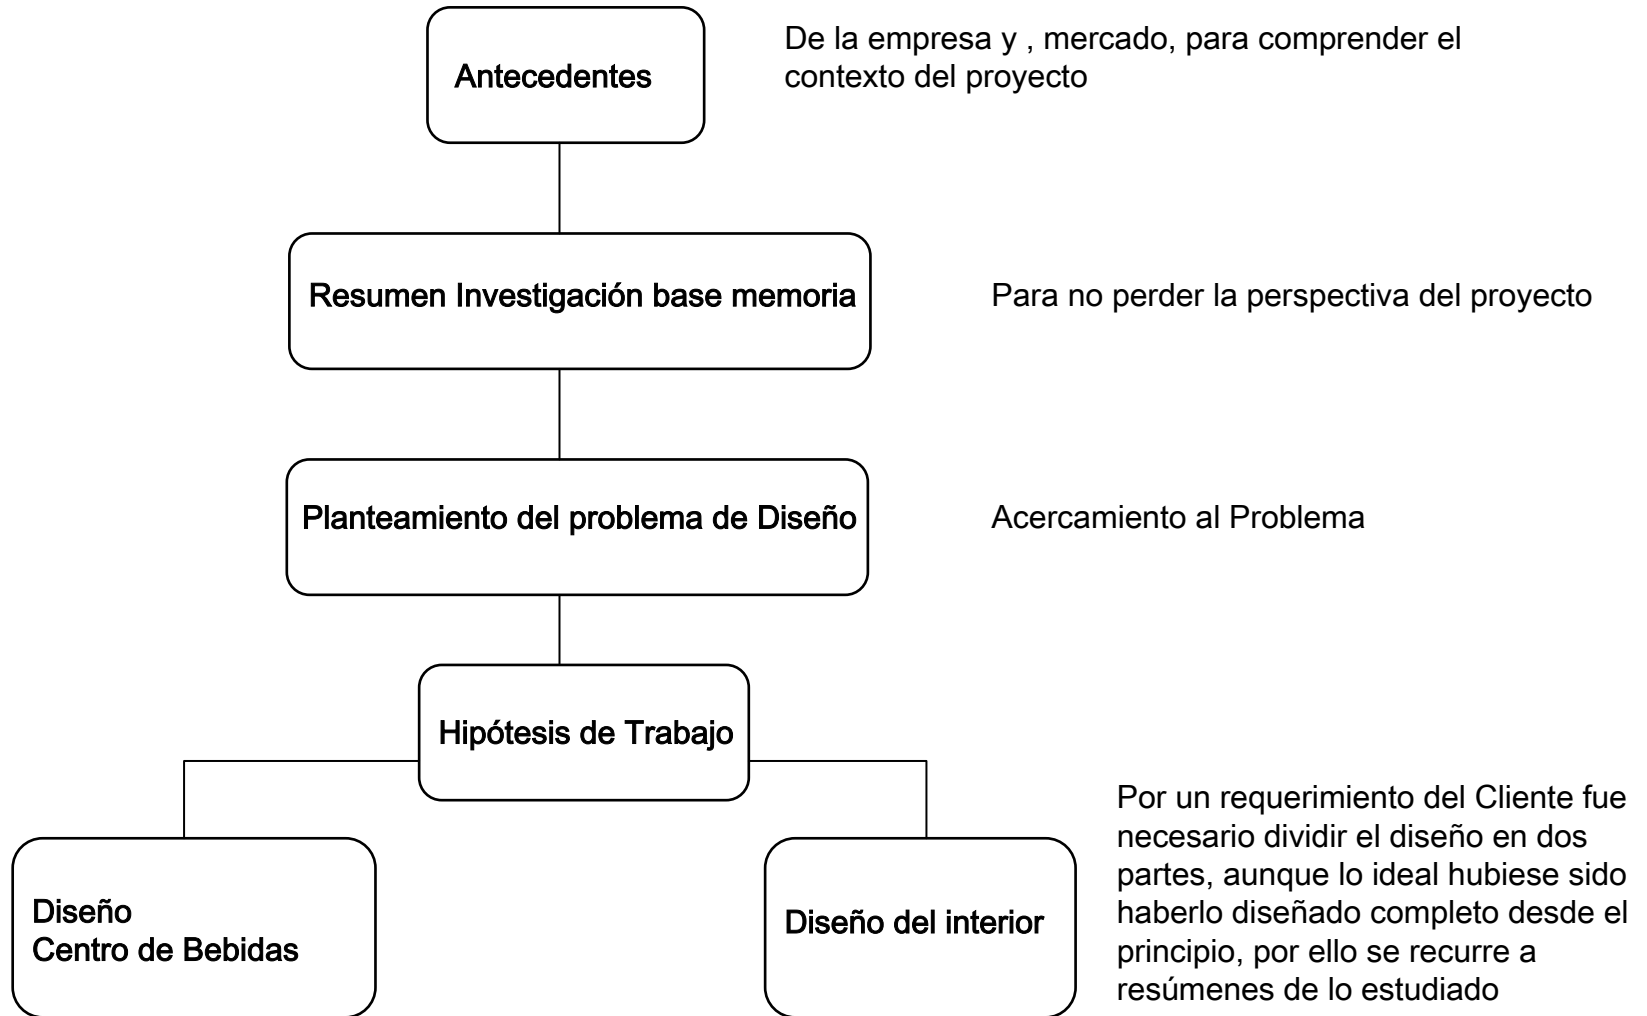 Antecedentes
De la empresa y , mercado, para comprender el
contexto del proyecto
Resumen Investigación base memoria
Para no perder la perspectiva del proyecto
Planteamiento del problema de Diseño
Acercamiento al Problema
Hipótesis de Trabajo
Diseño
Centro de Bebidas
Diseño del interior
Por un requerimiento del Cliente fue
necesario dividir el diseño en dos
partes, aunque lo ideal hubiese sido
haberlo diseñado completo desde el
principio, por ello se recurre a
resúmenes de lo estudiado